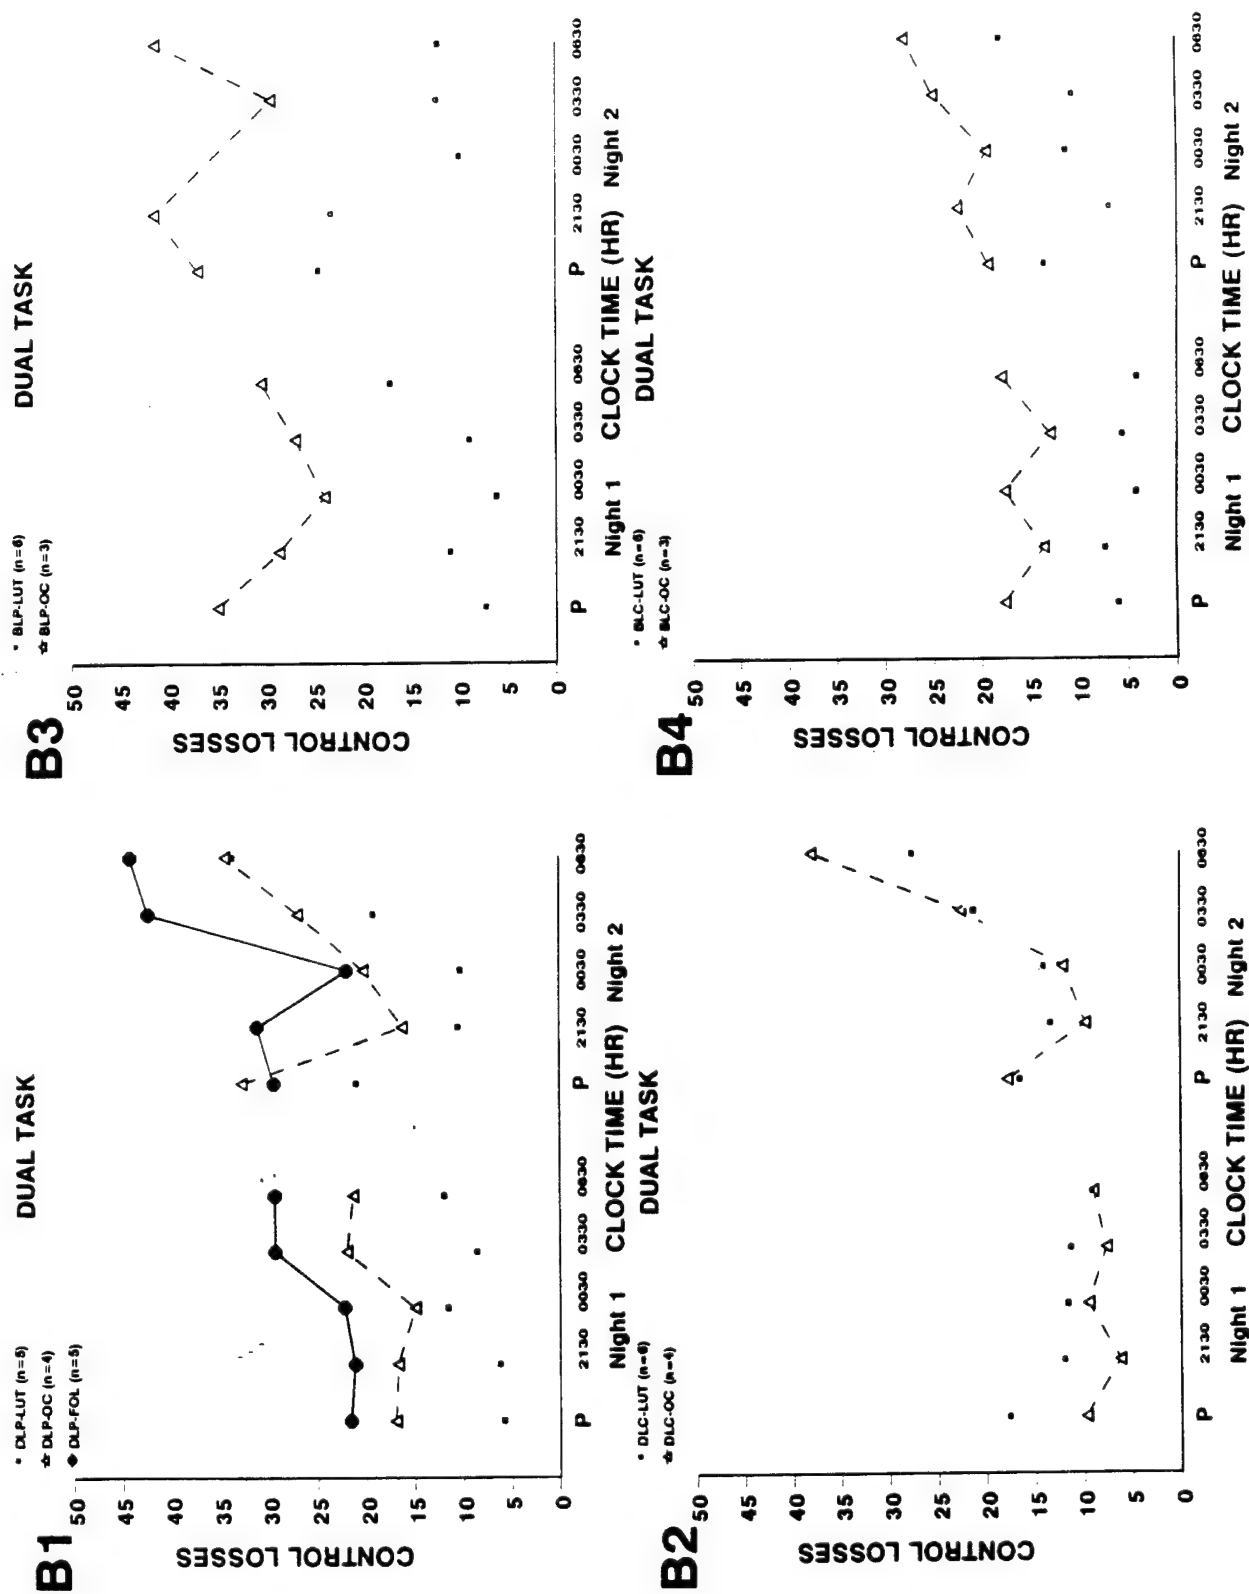 B1
DUAL TASK
• DLP-LUT (n=5)
☆ DLP-OC (n=4)
● DLP-FOL (n=5)
CONTROL LOSSES
50
45
40
35
30
25
20
15
10
5
0
P 2130 0030 0330 0630 P 2130 0030 0330 0630
Night 1 CLOCK TIME (HR) Night 2
B3
DUAL TASK
• BLP-LUT (n=6)
☆ BLP-OC (n=3)
CONTROL LOSSES
50
45
40
35
30
25
20
15
10
5
0
P 2130 0030 0330 0630 P 2130 0030 0330 0630
Night 1 CLOCK TIME (HR) Night 2
B2
DUAL TASK
• DLC-LUT (n=6)
☆ DLC-OC (n=4)
CONTROL LOSSES
50
45
40
35
30
25
20
15
10
5
0
P 2130 0030 0330 0630 P 2130 0030 0330 0630
Night 1 CLOCK TIME (HR) Night 2
B4
DUAL TASK
• BLC-LUT (n=6)
☆ BLC-OC (n=3)
CONTROL LOSSES
50
45
40
35
30
25
20
15
10
5
0
P 2130 0030 0330 0630 P 2130 0030 0330 0630
Night 1 CLOCK TIME (HR) Night 2